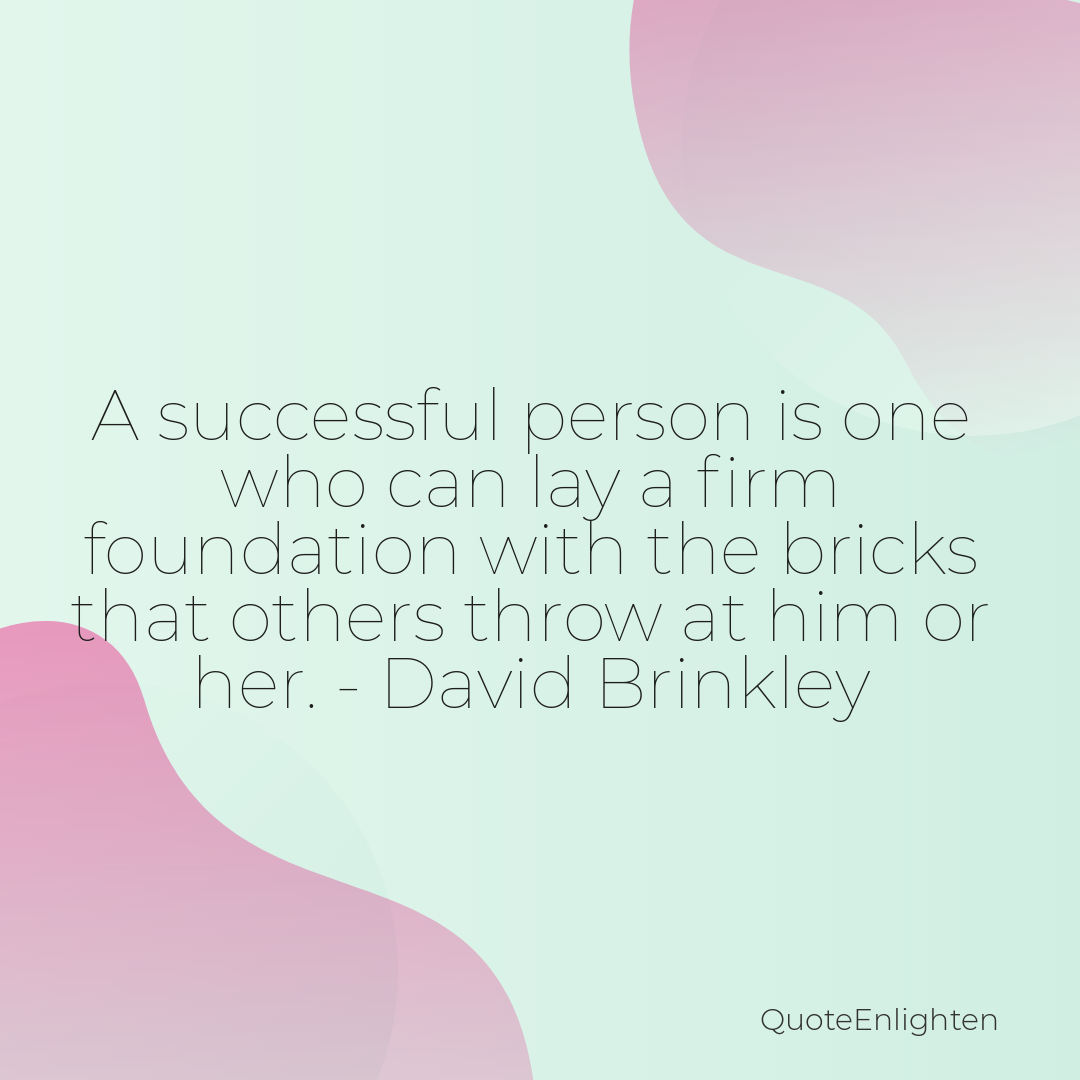 A successful person is one
who can lay a firm
foundation with the bricks
that others throw at him or
her. - David Brinkley
QuoteEnlighten